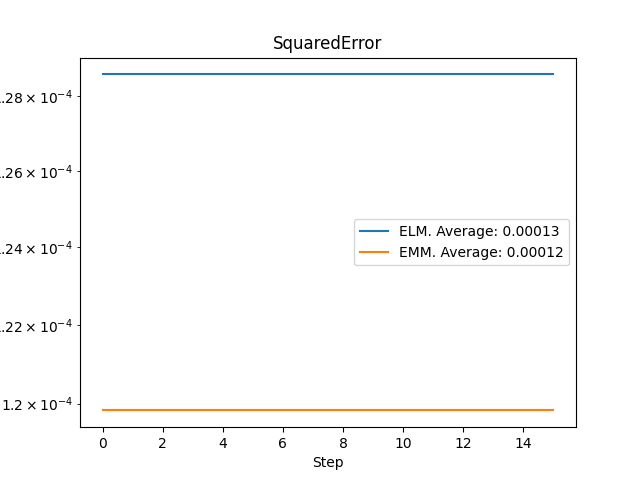 SquaredError
.28 × 10⁻⁴
.26 × 10⁻⁴
.24 × 10⁻⁴
.22 × 10⁻⁴
1.2 × 10⁻⁴
ELM. Average: 0.00013
EMM. Average: 0.00012
0 2 4 6 8 10 12 14
Step